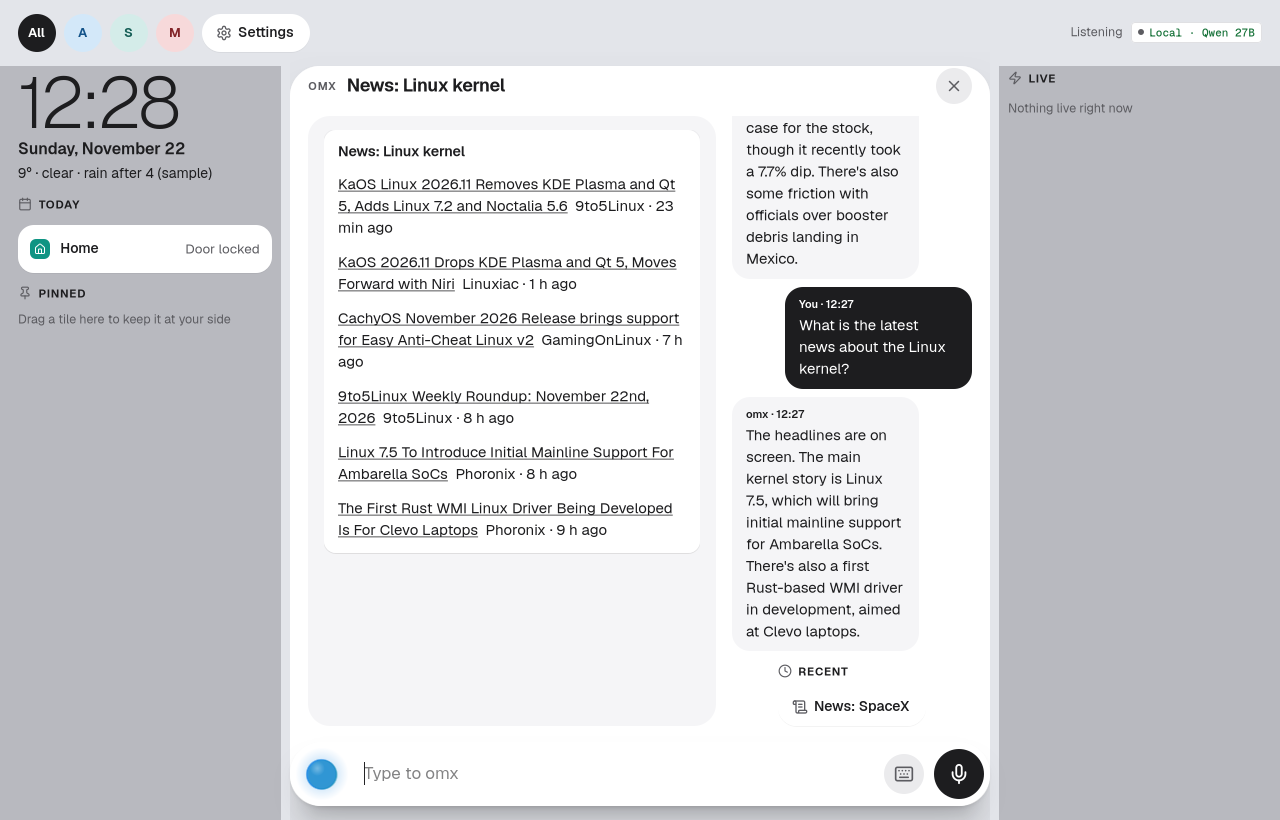 All
A
S
M
Settings
Listening
Local · Qwen 27B
12:28
Sunday, November 22
9° · clear · rain after 4 (sample)
TODAY
Home
Door locked
PINNED
Drag a tile here to keep it at your side
OMX
News: Linux kernel
News: Linux kernel
KaOS Linux 2026.11 Removes KDE Plasma and Qt
5, Adds Linux 7.2 and Noctalia 5.6 9to5Linux · 23
min ago
KaOS 2026.11 Drops KDE Plasma and Qt 5, Moves
Forward with Niri Linuxiac · 1 h ago
CachyOS November 2026 Release brings support
for Easy Anti-Cheat Linux v2 GamingOnLinux · 7 h
ago
9to5Linux Weekly Roundup: November 22nd,
2026 9to5Linux · 8 h ago
Linux 7.5 To Introduce Initial Mainline Support For
Ambarella SoCs Phoronix · 8 h ago
The First Rust WMI Linux Driver Being Developed
Is For Clevo Laptops Phoronix · 9 h ago
case for the stock,
though it recently took
a 7.7% dip. There's also
some friction with
officials over booster
debris landing in
Mexico.
You · 12:27
What is the latest
news about the Linux
kernel?
omx · 12:27
The headlines are on
screen. The main
kernel story is Linux
7.5, which will bring
initial mainline support
for Ambarella SoCs.
There's also a first
Rust-based WMI driver
in development, aimed
at Clevo laptops.
RECENT
News: SpaceX
Type to omx
LIVE
Nothing live right now